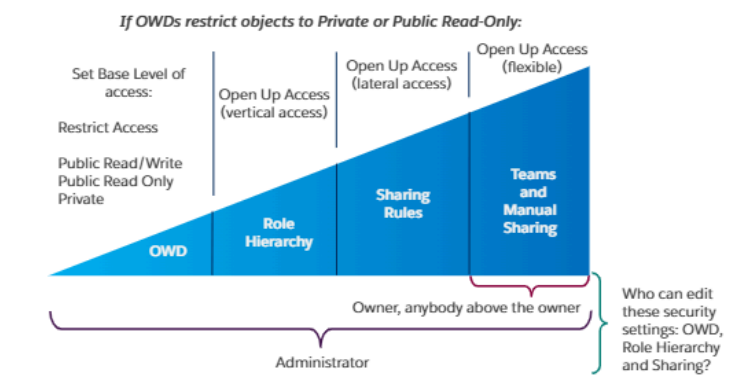 If OWDs restrict objects to Private or Public Read-Only:
Set Base Level of
access:
Restrict Access
Public Read/Write
Public Read Only
Private
Open Up Access
(vertical access)
Open Up Access
(lateral access)
Open Up Access
(flexible)
OWD
Role
Hierarchy
Sharing
Rules
Teams
and
Manual
Sharing
Owner, anybody above the owner
Administrator
Who can edit
these security
settings: OWD,
Role Hierarchy
and Sharing?